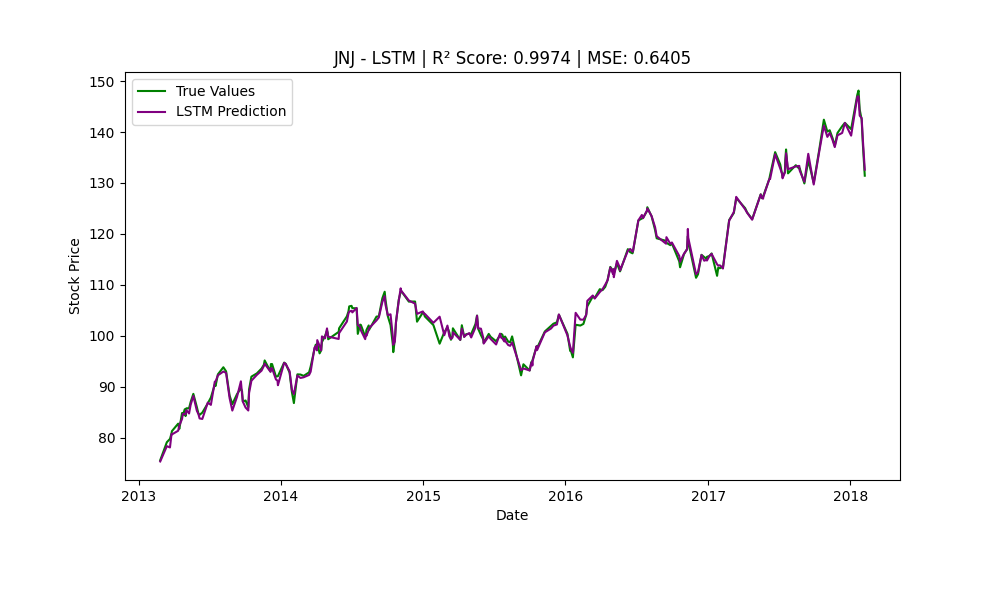 JNJ - LSTM | R² Score: 0.9974 | MSE: 0.6405
True Values
LSTM Prediction
150
140
130
120
110
100
90
80
Stock Price
2013 2014 2015 2016 2017 2018
Date